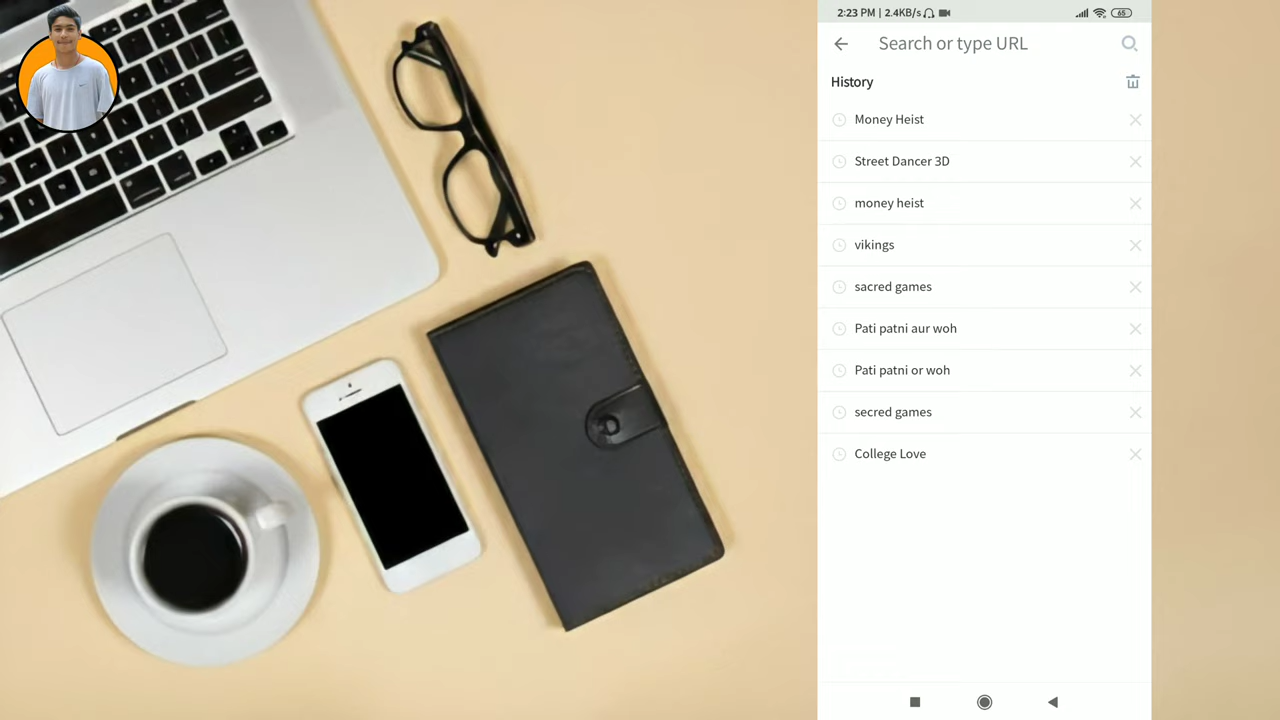 2:23 PM | 2.4KB/s
65
Search or type URL
History
Money Heist
Street Dancer 3D
money heist
vikings
sacred games
Pati patni aur woh
Pati patni or woh
secred games
College Love